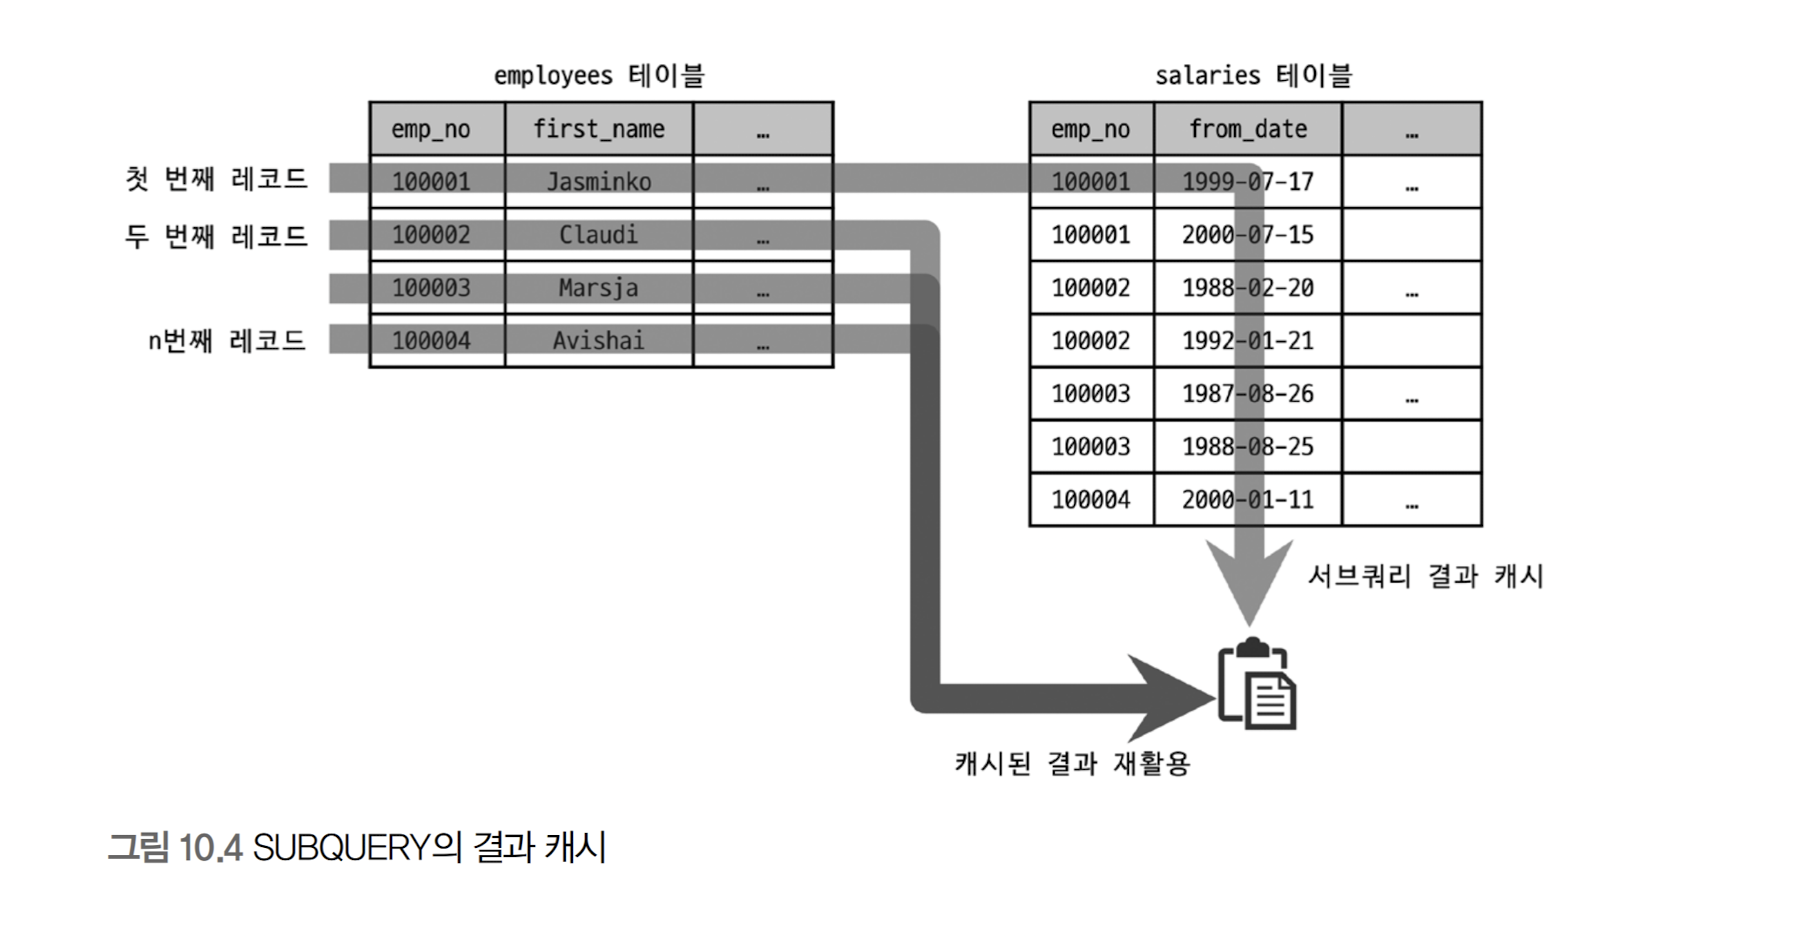 employees 테이블
salaries 테이블
emp_no first_name …
emp_no from_date …
첫 번째 레코드 100001 Jasminko …
100001 1999-07-17 …
두 번째 레코드 100002 Claudi …
100001 2000-07-15
100003 Marsja …
100002 1988-02-20 …
n번째 레코드 100004 Avishai …
100002 1992-01-21
100003 1987-08-26 …
100003 1988-08-25
100004 2000-01-11 …
서브쿼리 결과 캐시
캐시된 결과 재활용
그림 10.4 SUBQUERY의 결과 캐시